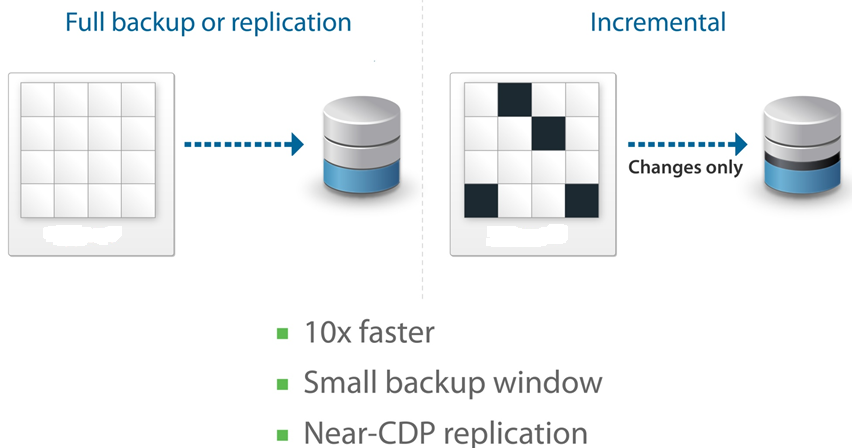 Full backup or replication
Incremental
Changes only
10x faster
Small backup window
Near-CDP replication